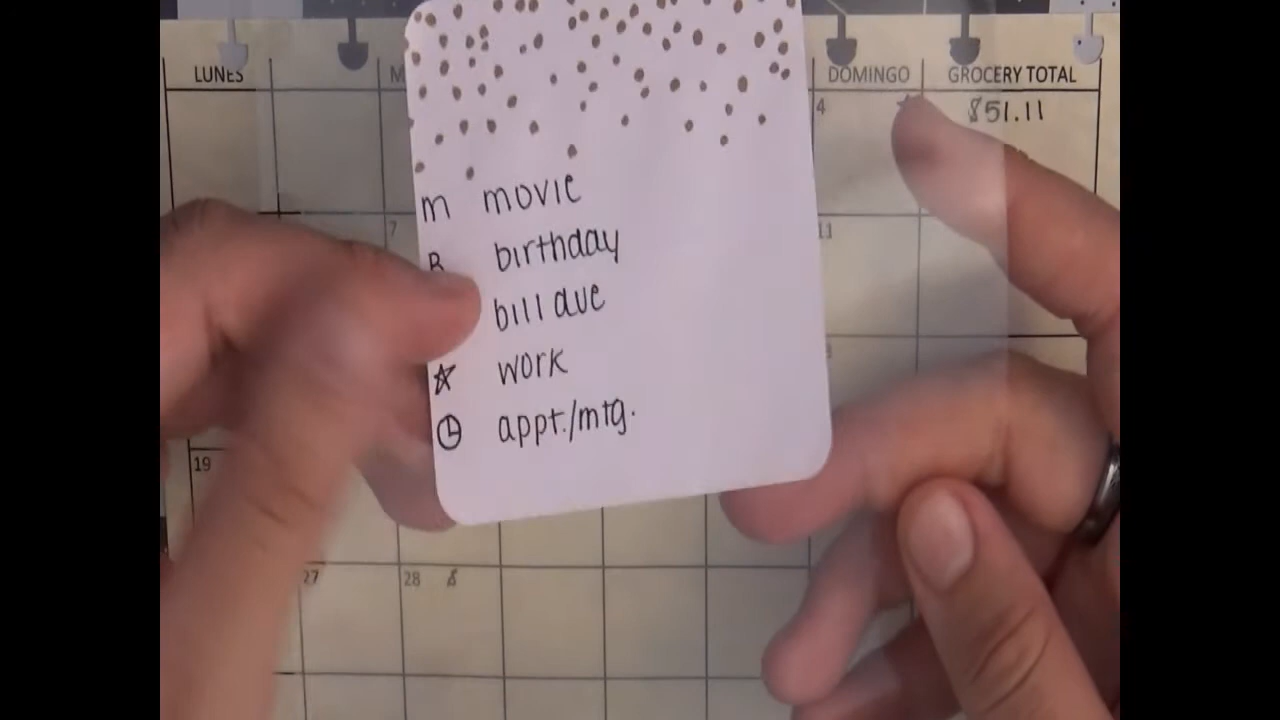 LUNES M DOMINGO GROCERY TOTAL
4 $51.11
m movie
7 B birthday 11
bill due
☆ work
appt./mtg.
19
27 28 $